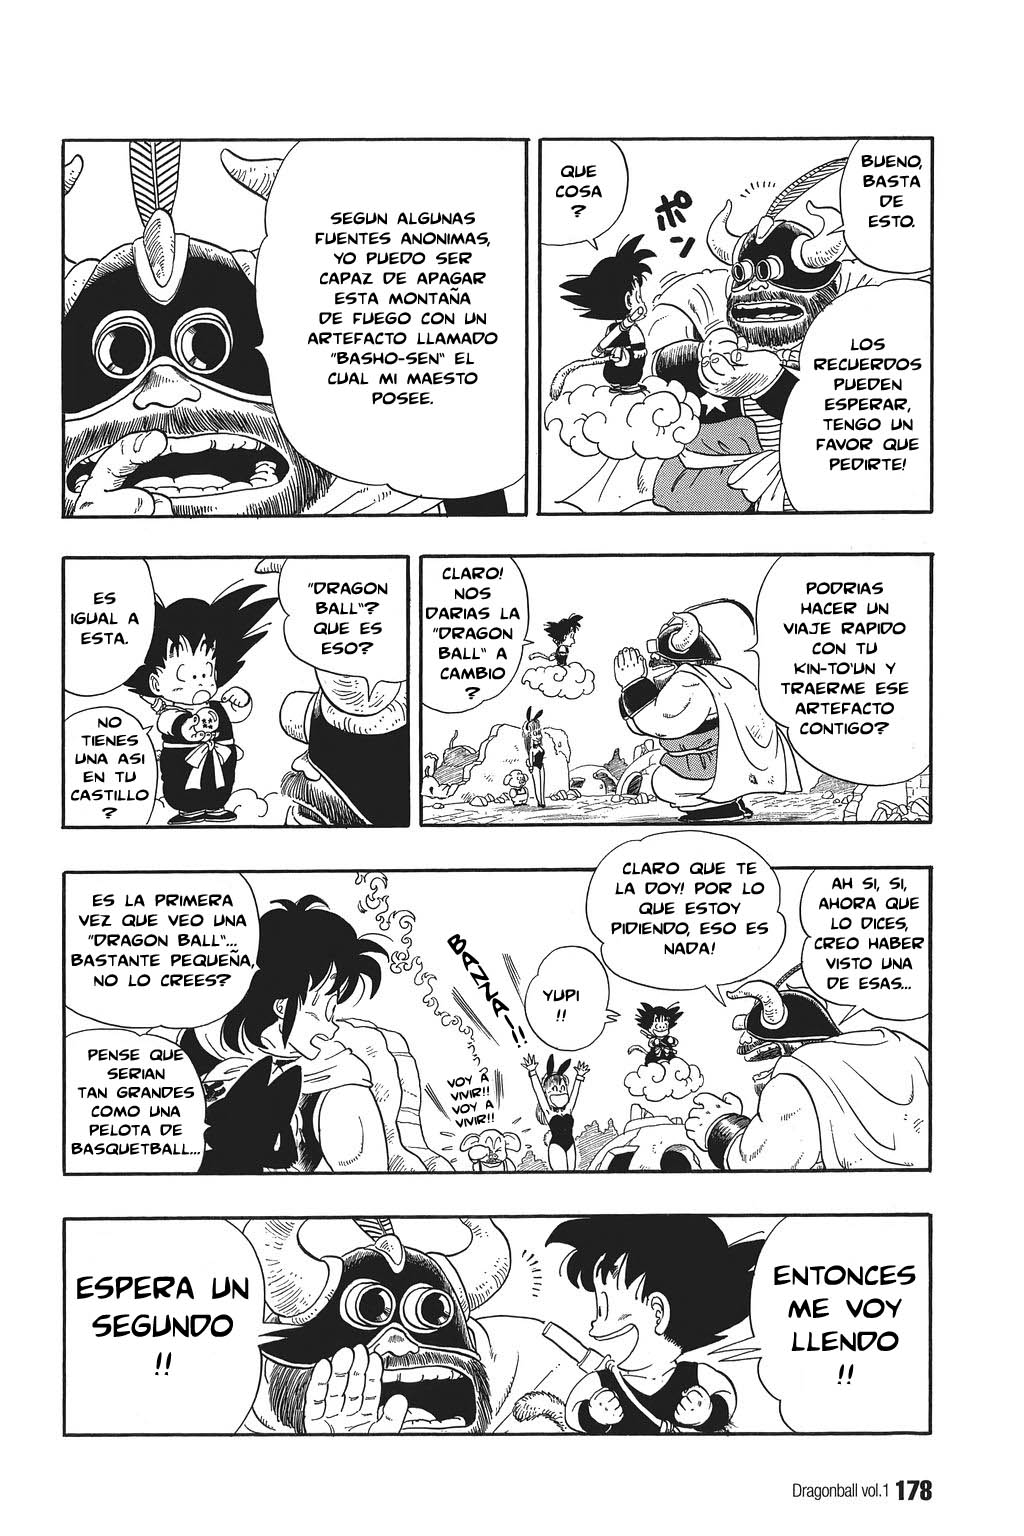 BUENO,
BASTA
DE
ESTO.
LOS
RECUERDOS
PUEDEN
ESPERAR,
TENGO UN
FAVOR QUE
PEDIRTE!
ポン
QUE
COSA
?
SEGUN ALGUNAS
FUENTES ANONIMAS,
YO PUEDO SER
CAPAZ DE APAGAR
ESTA MONTAÑA
DE FUEGO CON UN
ARTEFACTO LLAMADO
"BASHO-SEN" EL
CUAL MI MAESTO
POSEE.
PODRIAS
HACER UN
VIAJE RAPIDO
CON TU
KIN-TO'UN Y
TRAERME ESE
ARTEFACTO
CONTIGO?
CLARO!
NOS
DARIAS LA
"DRAGON
BALL" A
CAMBIO
?
"DRAGON
BALL"?
QUE ES
ESO?
ES
IGUAL A
ESTA.
NO
TIENES
UNA ASI
EN TU
CASTILLO
?
AH SI, SI,
AHORA QUE
LO DICES,
CREO HABER
VISTO UNA
DE ESAS...
CLARO QUE TE
LA DOY! POR LO
QUE ESTOY
PIDIENDO, ESO ES
NADA!
YUPI
!!
BANZAI!!
VOY A
VIVIR!!
VOY A
VIVIR!!
ES LA PRIMERA
VEZ QUE VEO UNA
"DRAGON BALL"...
BASTANTE PEQUEÑA,
NO LO CREES?
PENSE QUE
SERIAN
TAN GRANDES
COMO UNA
PELOTA DE
BASQUETBALL...
ENTONCES
ME VOY
LLENDO
!!
ESPERA UN
SEGUNDO
!!
Dragonball vol.1 178